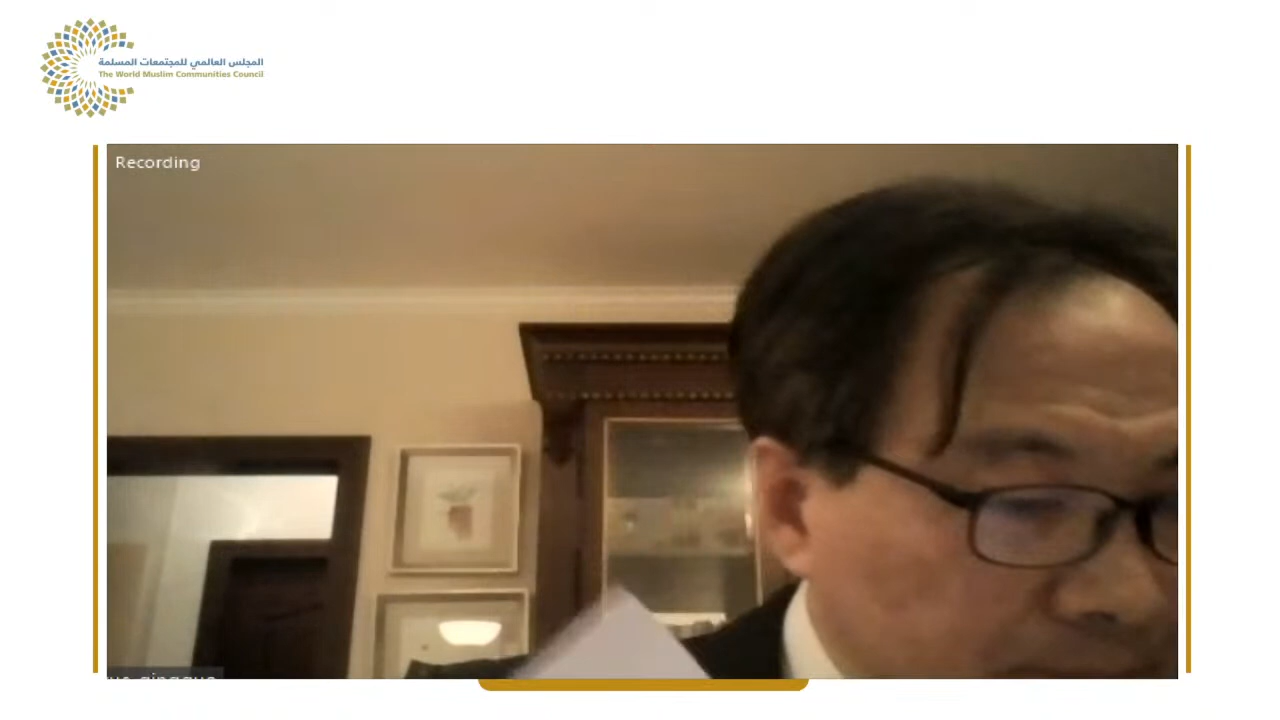 المجلس العالمي للمجتمعات المسلمة
The World Muslim Communities Council
Recording